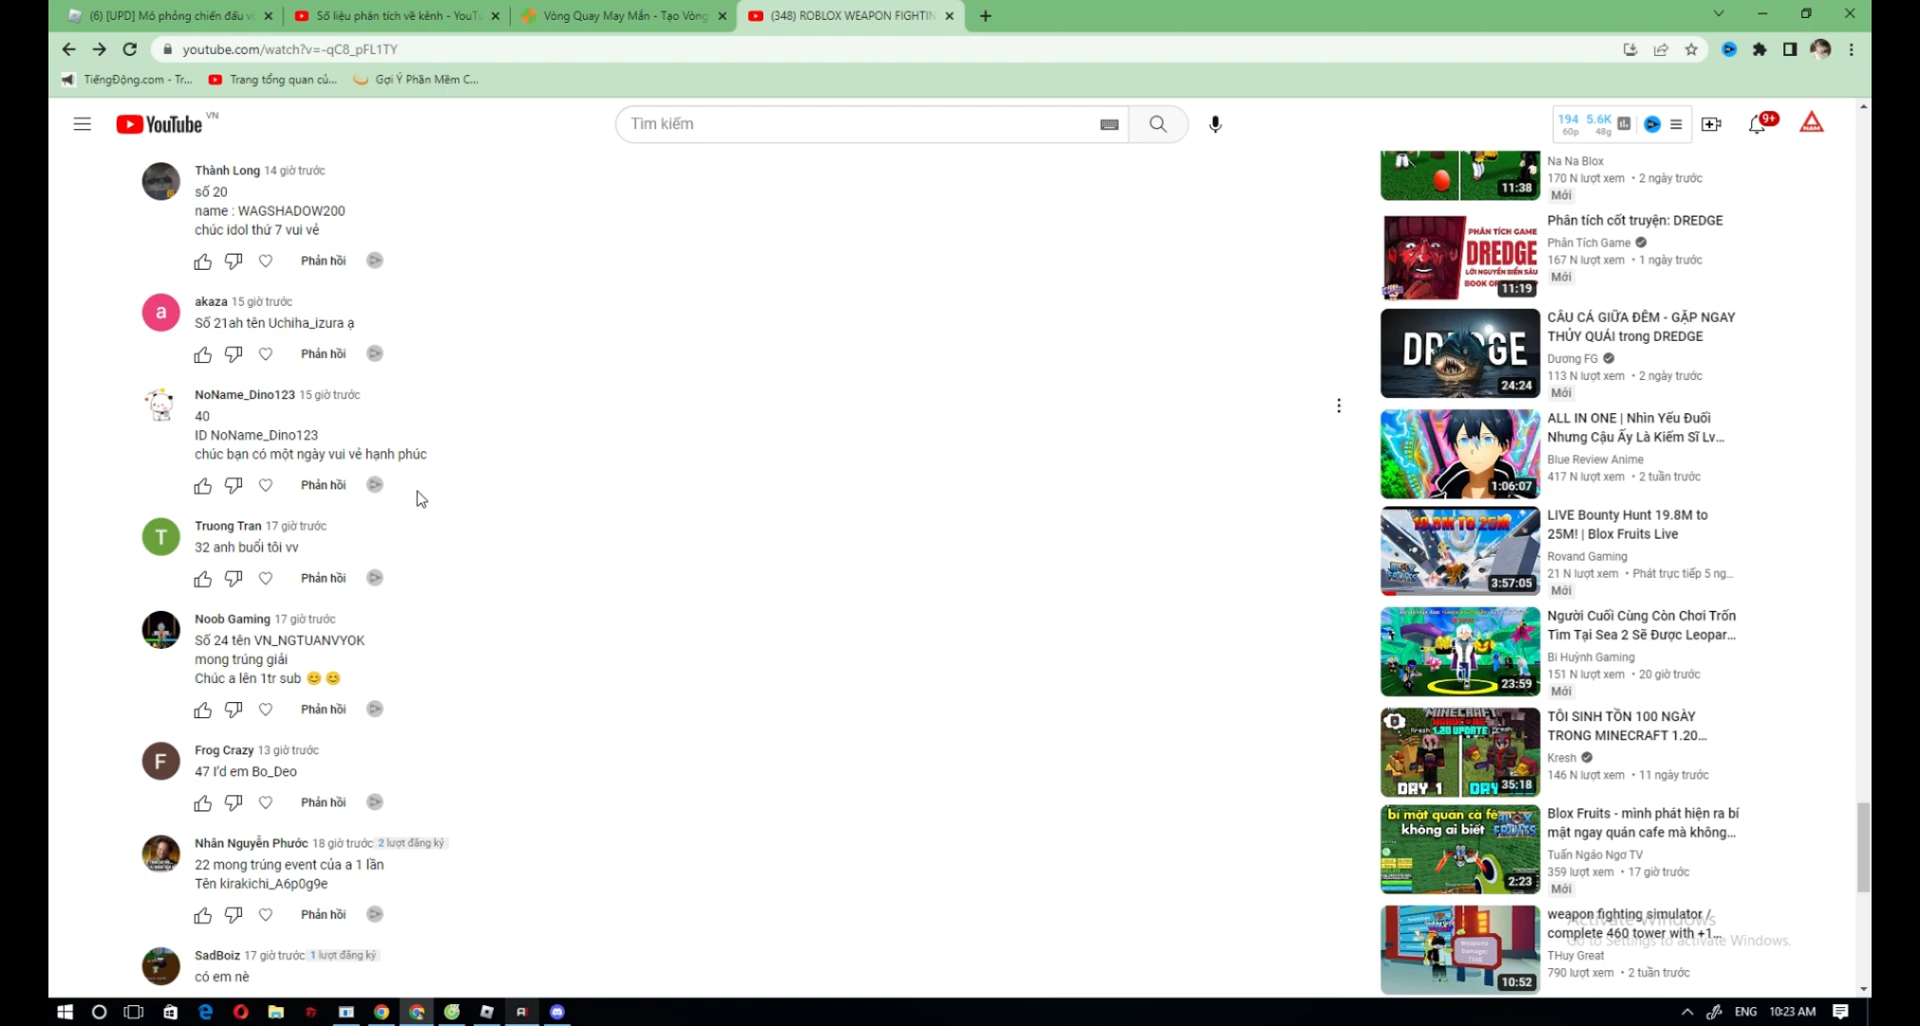 (6) [UPD] Mô phỏng chiến đấu v
Số liệu phân tích về kênh - YouTu
Vòng Quay May Mắn - Tạo Vòng
(348) ROBLOX WEAPON FIGHTIN
youtube.com/watch?v=-qC8_pFL1TY
TiếngĐộng.com - Tr...
Trang tổng quan củ...
Gợi Ý Phần Mềm C...
YouTube VN
Tìm kiếm
194 5.6K
60p 48g
9+
Thành Long 14 giờ trước
số 20
name : WAGSHADOW200
chúc idol thứ 7 vui vẻ
Phản hồi
akaza 15 giờ trước
a
Số 21ah tên Uchiha_izura ạ
Phản hồi
NoName_Dino123 15 giờ trước
40
ID NoName_Dino123
chúc bạn có một ngày vui vẻ hạnh phúc
Phản hồi
Truong Tran 17 giờ trước
T
32 anh buổi tôi vv
Phản hồi
Noob Gaming 17 giờ trước
Số 24 tên VN_NGTUANVYOK
mong trúng giải
Chúc a lên 1tr sub 😊 😊
Phản hồi
Frog Crazy 13 giờ trước
F
47 I'd em Bo_Deo
Phản hồi
Nhân Nguyễn Phước 18 giờ trước 2 lượt đăng ký
22 mong trúng event của a 1 lần
Tên kirakichi_A6p0g9e
Phản hồi
SadBoiz 17 giờ trước 1 lượt đăng ký
có em nè
11:38
Na Na Blox
170 N lượt xem • 2 ngày trước
Mới
PHÂN TÍCH GAME
DREDGE
LỜI NGUYỀN BIỂN SÂU
11:19
Phân tích cốt truyện: DREDGE
Phân Tích Game
167 N lượt xem • 1 ngày trước
Mới
24:24
CÂU CÁ GIỮA ĐÊM - GẶP NGAY
THỦY QUÁI trong DREDGE
Dương FG
113 N lượt xem • 2 ngày trước
Mới
1:06:07
ALL IN ONE | Nhìn Yếu Đuối
Nhưng Cậu Ấy Là Kiếm Sĩ Lv...
Blue Review Anime
417 N lượt xem • 2 tuần trước
19.8M TO 25M
3:57:05
LIVE Bounty Hunt 19.8M to
25M! | Blox Fruits Live
Rovand Gaming
21 N lượt xem • Phát trực tiếp 5 ng...
Mới
23:59
Người Cuối Cùng Còn Chơi Trốn
Tìm Tại Sea 2 Sẽ Được Leopar...
Bi Huỳnh Gaming
151 N lượt xem • 20 giờ trước
Mới
MINECRAFT
1.20 UPDATE
DAY 1
35:18
TÔI SINH TỒN 100 NGÀY
TRONG MINECRAFT 1.20...
Kresh
146 N lượt xem • 11 ngày trước
bí mật quán cà fê
không ai biết
2:23
Blox Fruits - mình phát hiện ra bí
mật ngay quán cafe mà không...
Tuấn Ngáo Ngơ TV
359 lượt xem • 17 giờ trước
Mới
10:52
weapon fighting simulator /
complete 460 tower with +1...
THuy Great
790 lượt xem • 2 tuần trước
Activate Windows
Go to Settings to activate Windows.
ENG 10:23 AM